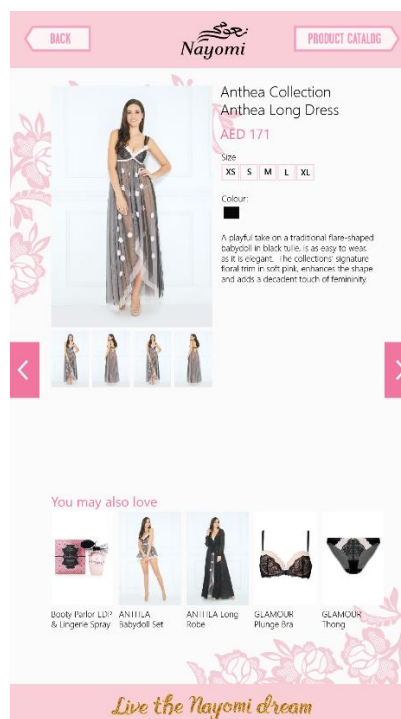 BACK
نعومي
Nayomi
PRODUCT CATALOG
Anthea Collection
Anthea Long Dress
AED 171
Size
XS S M L XL
Colour:
A playful take on a traditional flare-shaped
babydoll in black tulle, is as easy to wear,
as it is elegant. The collections' signature
floral trim in soft pink, enhances the shape
and adds a decadent touch of femininity.
You may also love
Booty Parlor EDP
& Lingerie Spray
ANTHEA
Babydoll Set
ANTHEA Long
Robe
GLAMOUR
Plunge Bra
GLAMOUR
Thong
Live the Nayomi dream